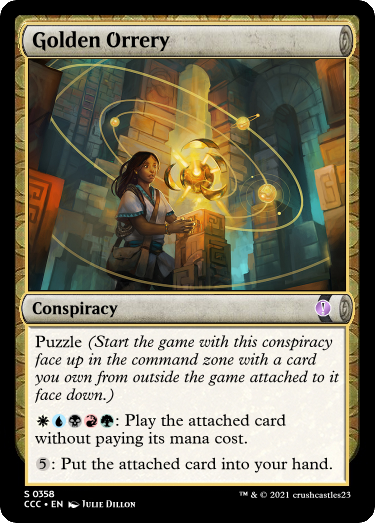 Golden Orrery
Conspiracy
Puzzle (Start the game with this conspiracy
face up in the command zone with a card
you own from outside the game attached to it
face down.)
: Play the attached card
without paying its mana cost.
5: Put the attached card into your hand.
S 0358
CCC • EN JULIE DILLON
™ & © 2021 crushcastles23